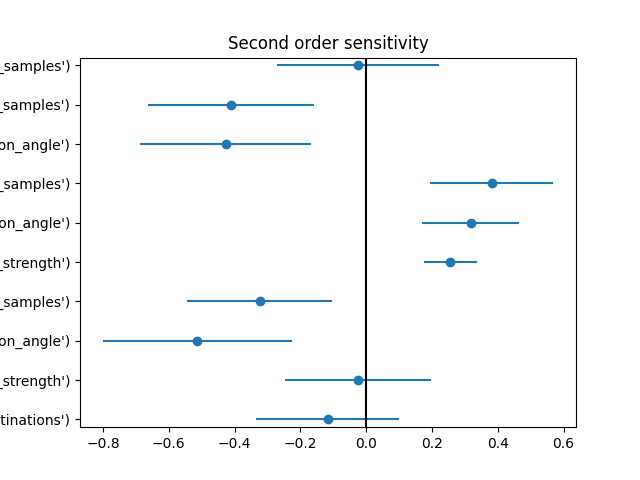 Second order sensitivity
_samples')
_samples')
on_angle')
_samples')
on_angle')
_strength')
_samples')
on_angle')
_strength')
tinations')
−0.8 −0.6 −0.4 −0.2 0.0 0.2 0.4 0.6